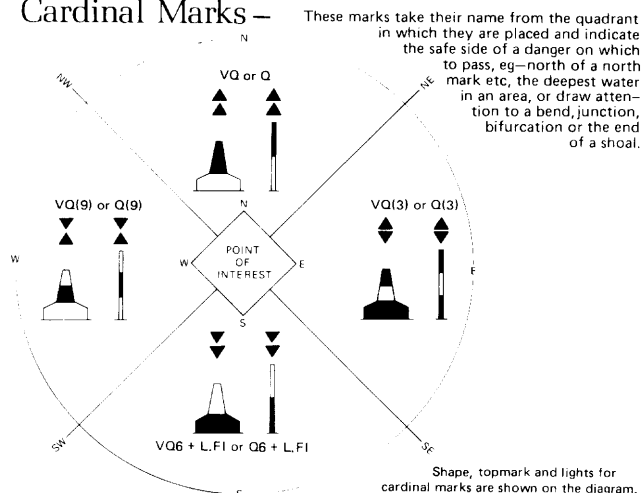 Cardinal Marks –
These marks take their name from the quadrant
in which they are placed and indicate
the safe side of a danger on which
to pass, eg—north of a north
mark etc, the deepest water
in an area, or draw atten–
tion to a bend, junction,
bifurcation or the end
of a shoal.
N
NW
NE
VQ or Q
VQ(9) or Q(9)
VQ(3) or Q(3)
N
W
POINT
OF
INTEREST
E
S
W
E
VQ6 + L.Fl or Q6 + L.Fl
SW
SE
S
Shape, topmark and lights for
cardinal marks are shown on the diagram.